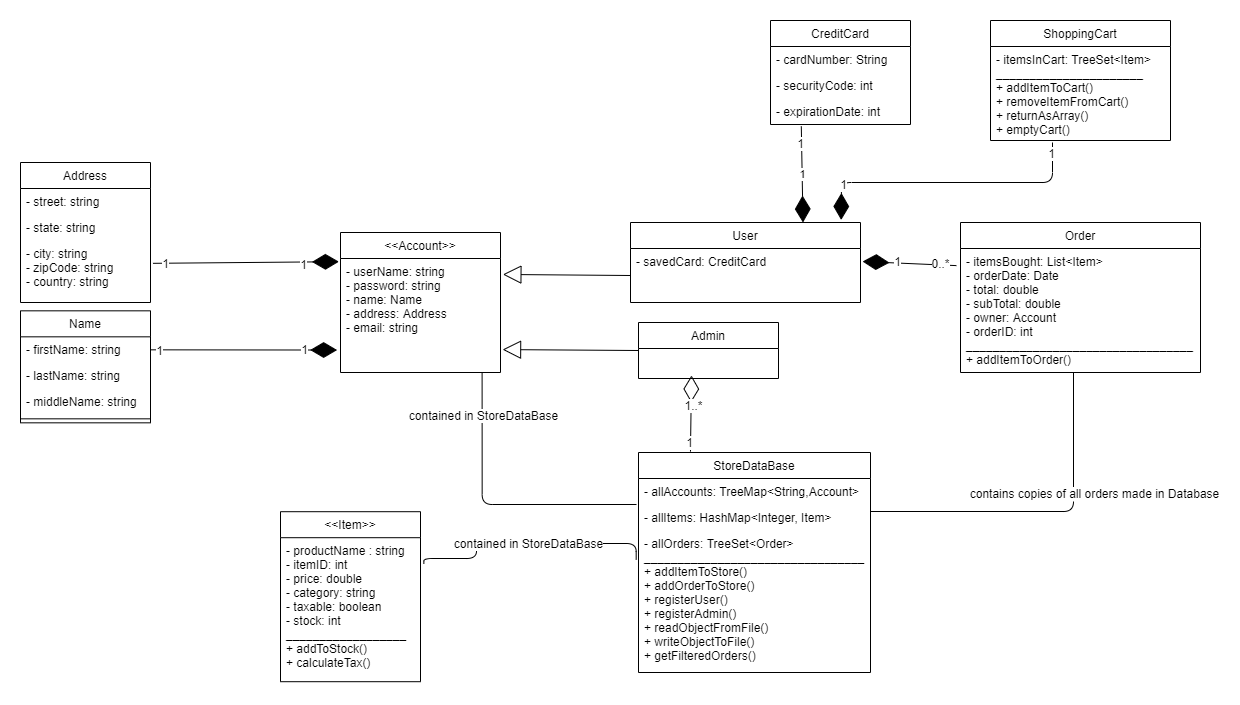 CreditCard
- cardNumber: String
- securityCode: int
- expirationDate: int
1
1
ShoppingCart
- itemsInCart: TreeSet<Item>
+ addItemToCart()
+ removeItemFromCart()
+ returnAsArray()
+ emptyCart()
1
1
Address
- street: string
- state: string
- city: string
- zipCode: string
- country: string
1
1
<<Account>>
- userName: string
- password: string
- name: Name
- address: Address
- email: string
User
- savedCard: CreditCard
1
0..*
Order
- itemsBought: List<Item>
- orderDate: Date
- total: double
- subTotal: double
- owner: Account
- orderID: int
+ addItemToOrder()
Name
- firstName: string
- lastName: string
- middleName: string
1
1
Admin
1..*
1
contained in StoreDataBase
StoreDataBase
- allAccounts: TreeMap<String,Account>
- allItems: HashMap<Integer, Item>
- allOrders: TreeSet<Order>
+ addItemToStore()
+ addOrderToStore()
+ registerUser()
+ registerAdmin()
+ readObjectFromFile()
+ writeObjectToFile()
+ getFilteredOrders()
contains copies of all orders made in Database
<<Item>>
- productName : string
- itemID: int
- price: double
- category: string
- taxable: boolean
- stock: int
+ addToStock()
+ calculateTax()
contained in StoreDataBase